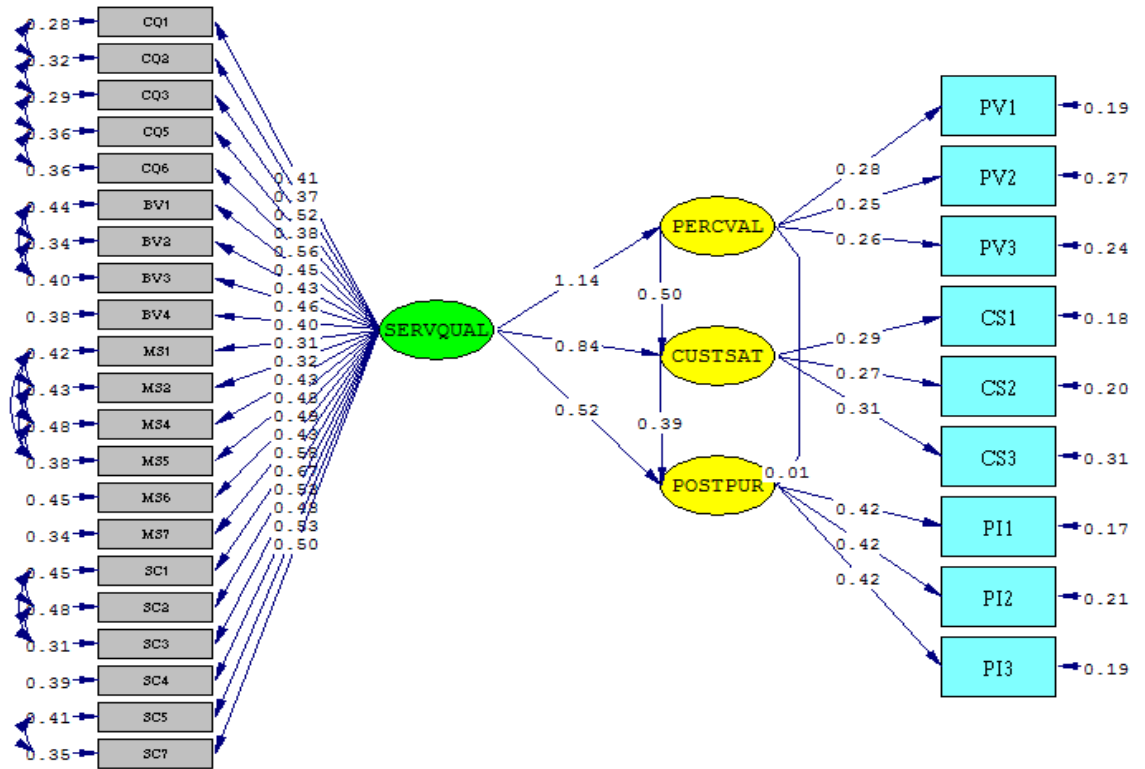 0.28 CQ1
0.32 CQ2
0.29 CQ3
0.36 CQ5
0.36 CQ6
0.44 BV1
0.34 BV2
0.40 BV3
0.38 BV4
0.42 MS1
0.43 MS2
0.48 MS4
0.38 MS5
0.45 MS6
0.34 MS7
0.45 SC1
0.48 SC2
0.31 SC3
0.39 SC4
0.41 SC5
0.35 SC7
0.41
0.37
0.52
0.38
0.56
0.45
0.43
0.46
0.40
0.31
0.32
0.43
0.48
0.49
0.43
0.67
0.48
0.53
0.50
SERVQUAL
1.14
0.84
0.52
PERCVAL
0.50
CUSTSAT
0.39
POSTPUR
0.01
0.28
0.25
0.26
0.29
0.27
0.31
0.42
0.42
0.42
PV1 0.19
PV2 0.27
PV3 0.24
CS1 0.18
CS2 0.20
CS3 0.31
PI1 0.17
PI2 0.21
PI3 0.19